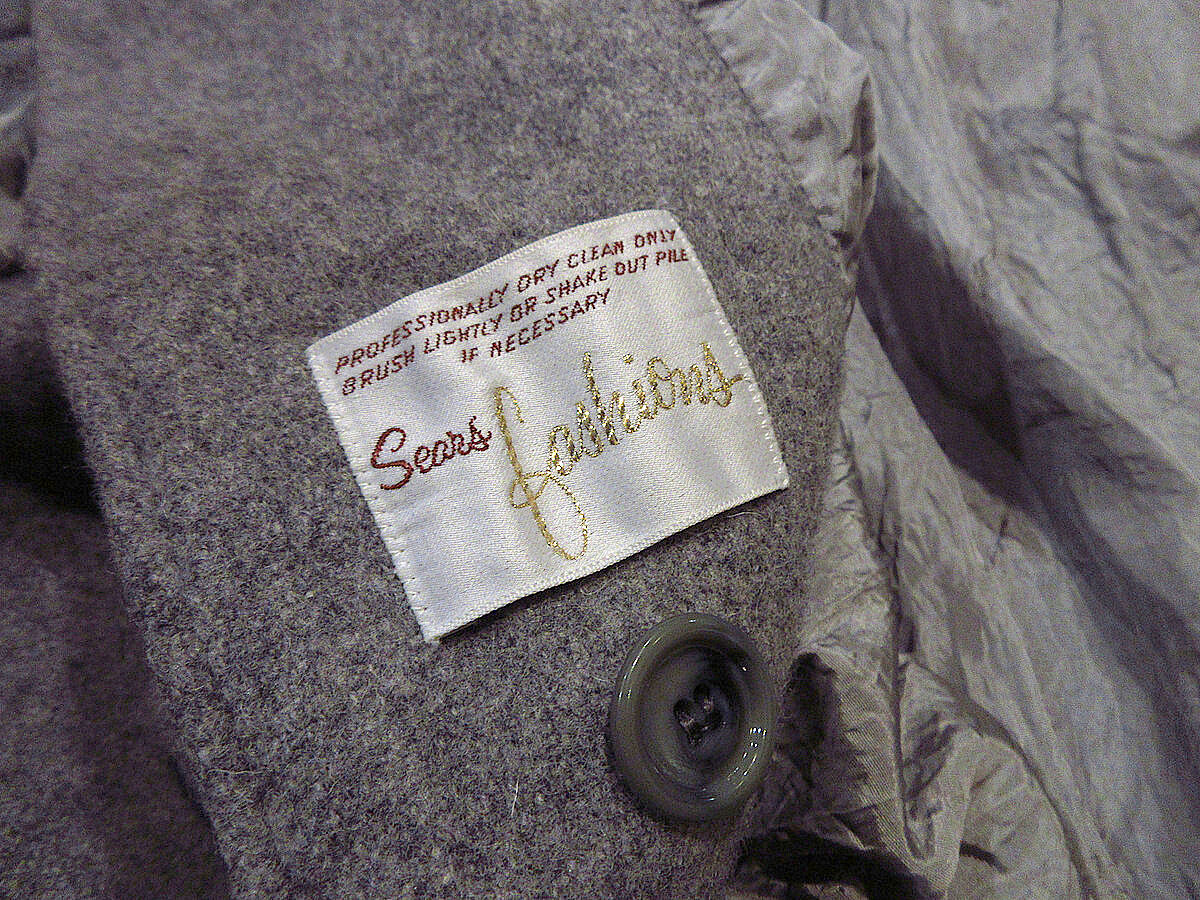 PROFESSIONALLY DRY CLEAN ONLY
BRUSH LIGHTLY OR SHAKE OUT PILE
IF NECESSARY
Sears fashions